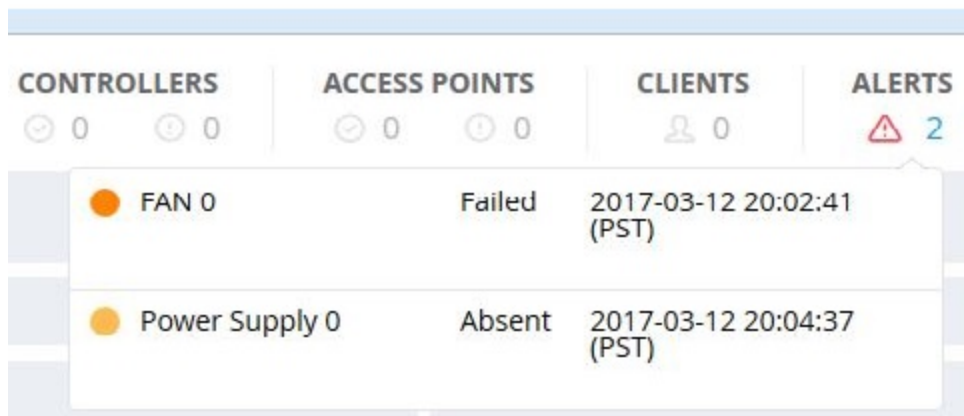 CONTROLLERS ACCESS POINTS CLIENTS ALERTS
0 0 0 0 0 2
FAN 0 Failed 2017-03-12 20:02:41
(PST)
Power Supply 0 Absent 2017-03-12 20:04:37
(PST)